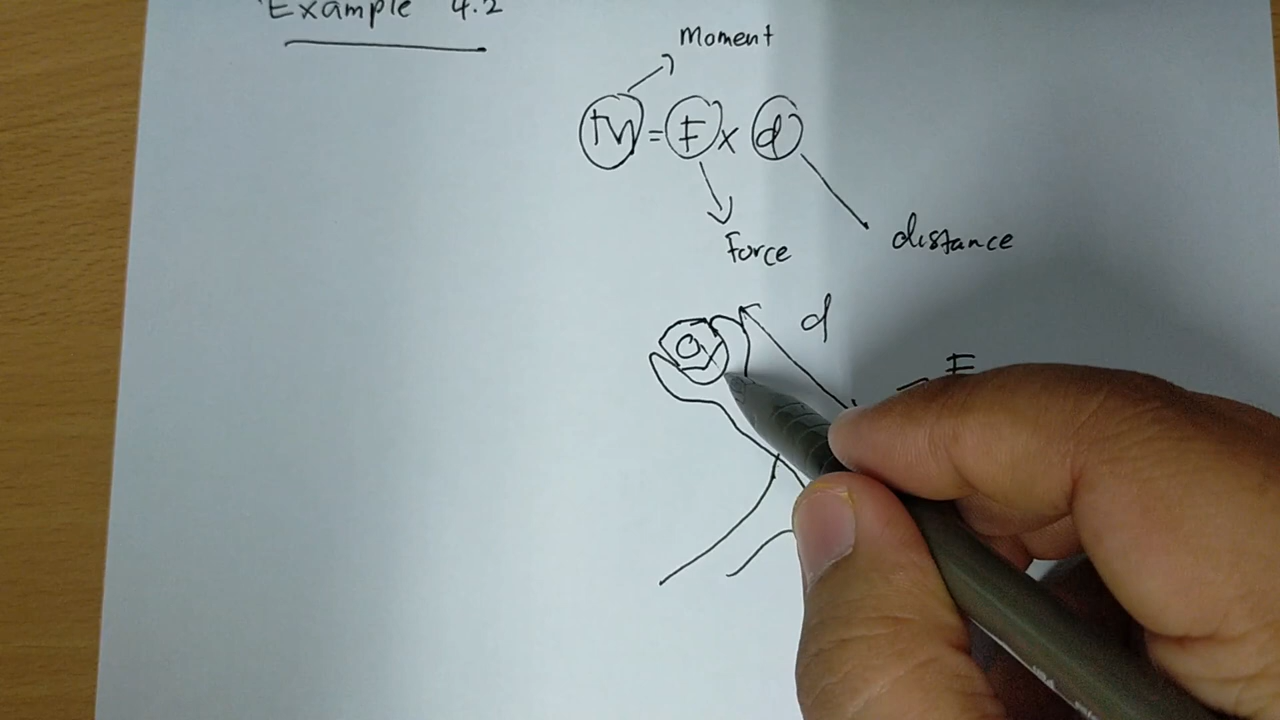 Example 4.2
Moment
M = F x d
Force
distance
d
F
a